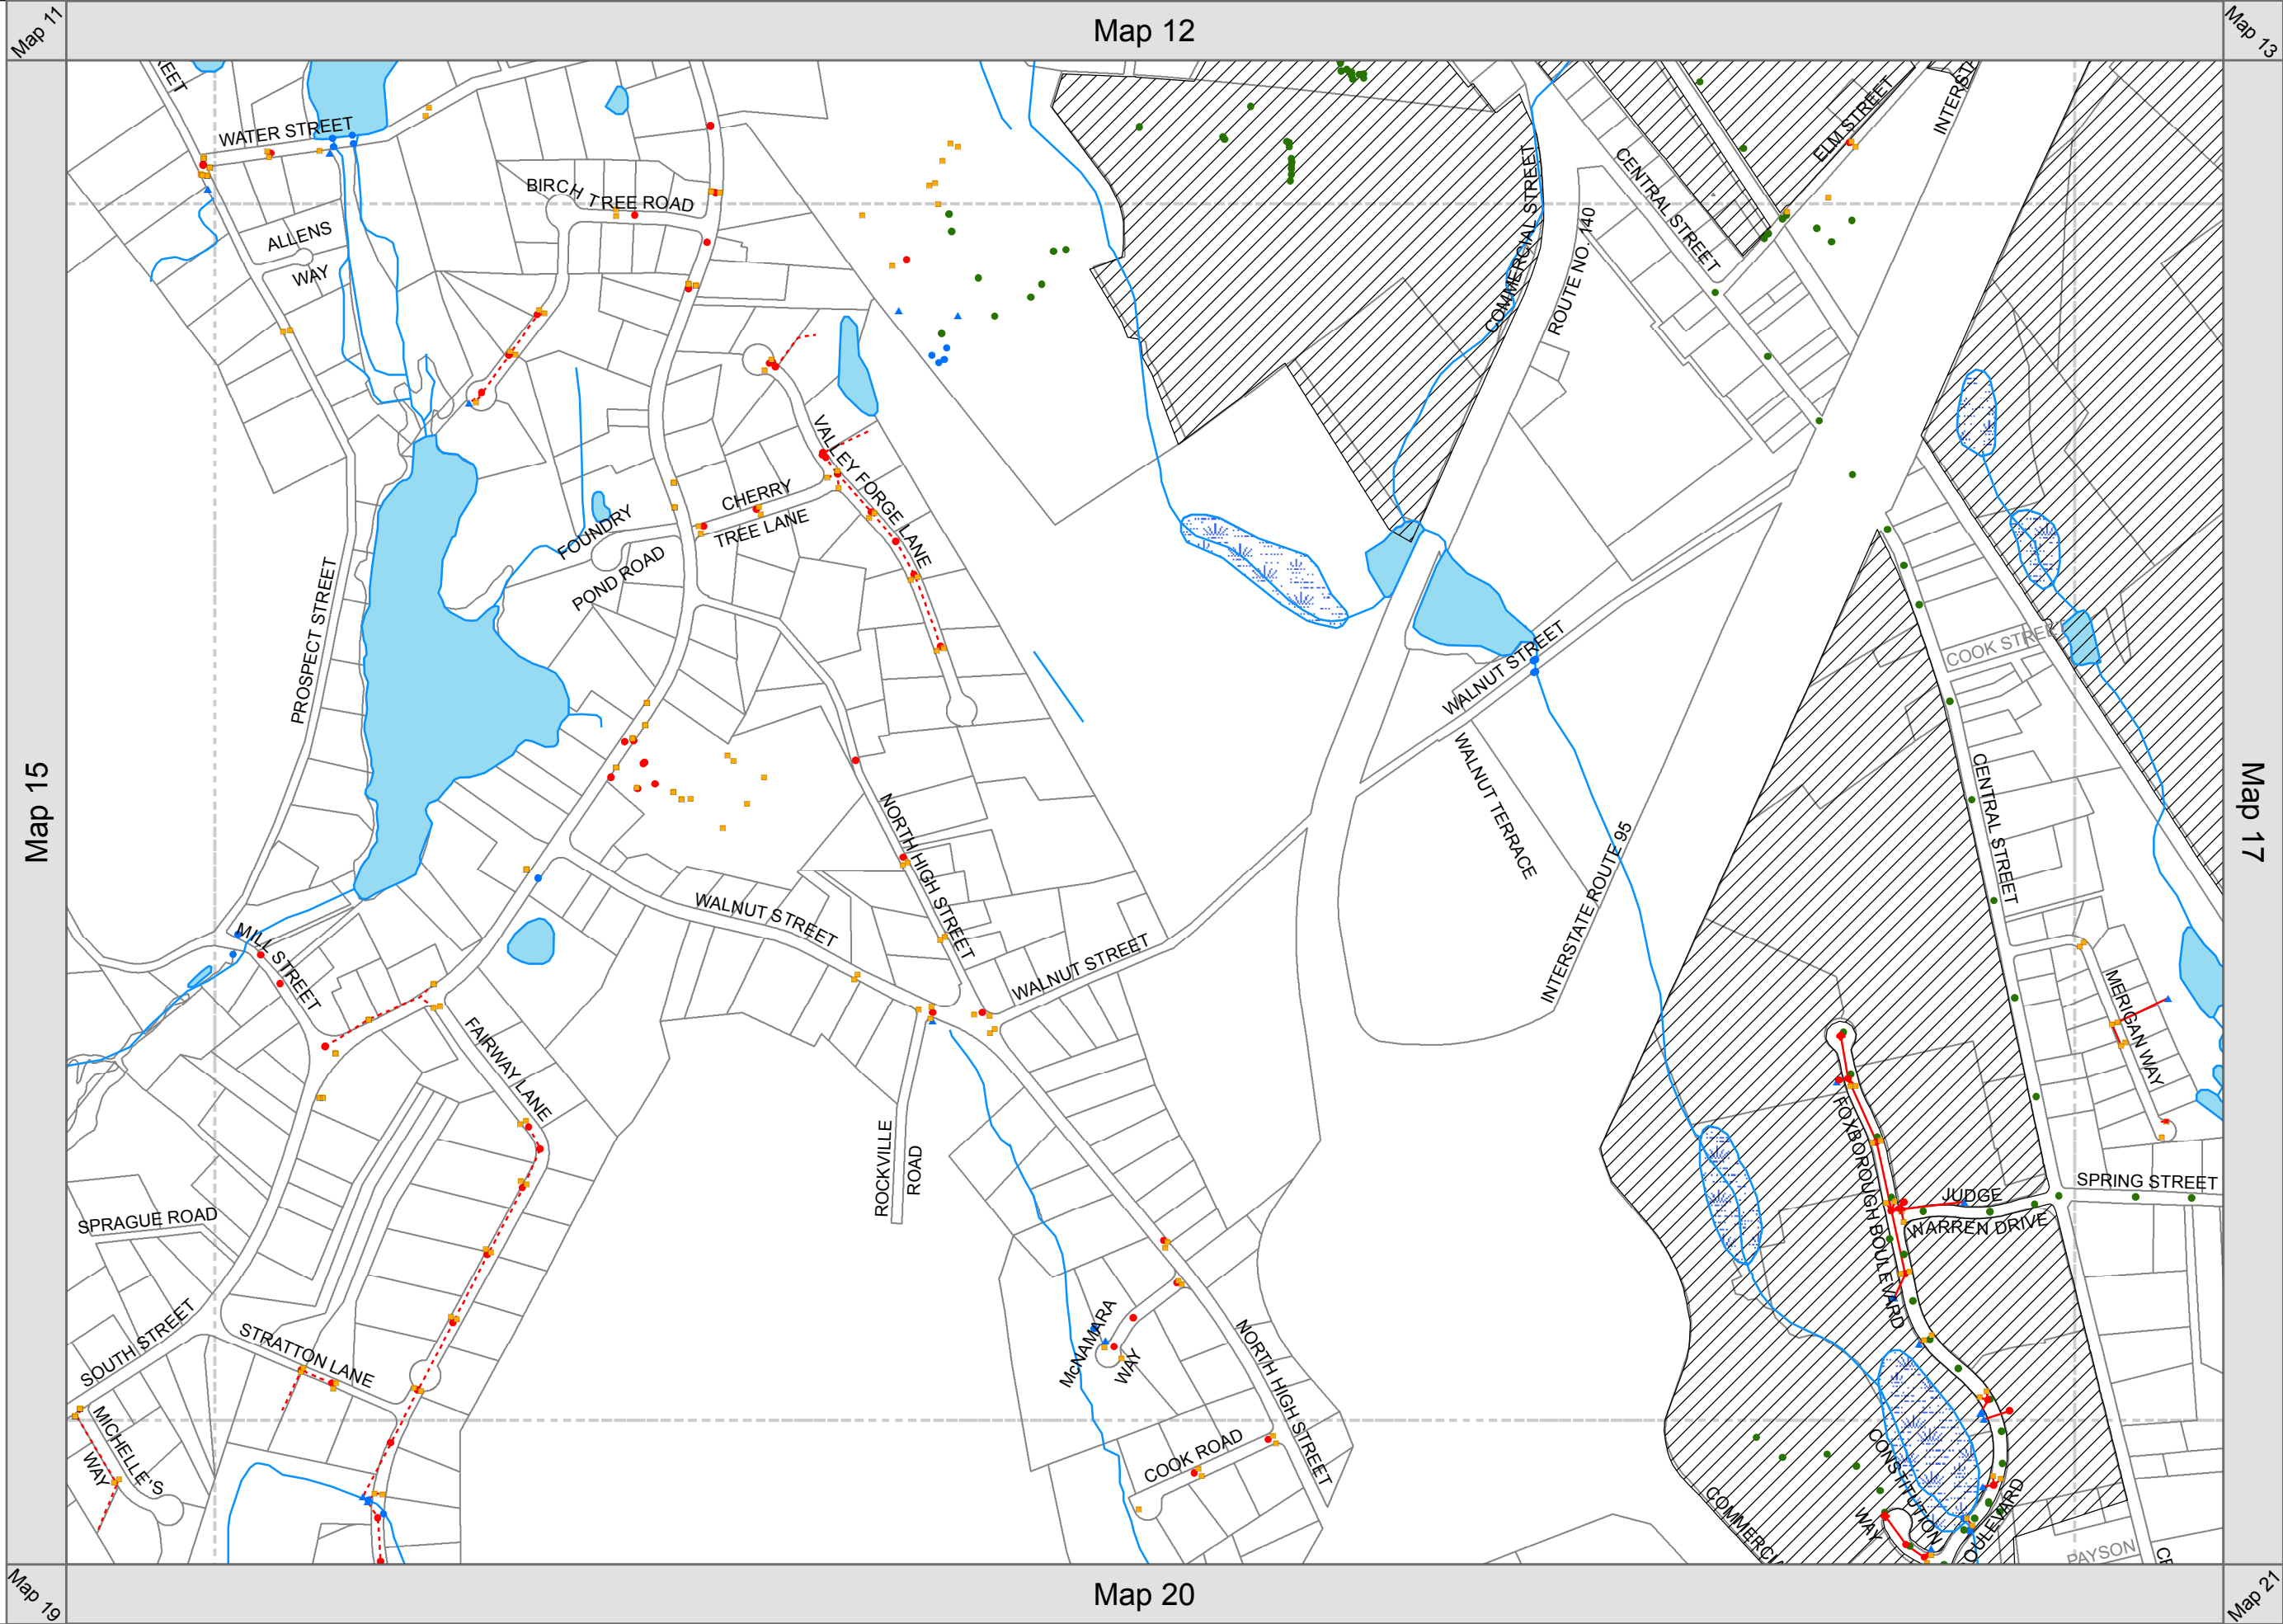 Map 11
Map 12
Map 13
Map 15
Map 17
Map 19
Map 20
Map 21
WATER STREET
BIRCH TREE ROAD
ALLENS
WAY
PROSPECT STREET
FOUNDRY
POND ROAD
CHERRY
TREE LANE
VALLEY FORGE LANE
COMMERCIAL STREET
ROUTE NO. 140
CENTRAL STREET
ELM STREET
COOK STREE
WALNUT STREET
WALNUT TERRACE
INTERSTATE ROUTE 95
CENTRAL STREET
NORTH HIGH STREET
WALNUT STREET
WALNUT STREET
MILL STREET
FAIRWAY LANE
ROCKVILLE
ROAD
MERIGAN WAY
FOXBOROUGH BOULEVARD
JUDGE
SPRING STREET
SPRAGUE ROAD
SOUTH STREET
STRATTON LANE
MICHELLE'S
WAY
McNAMARA
WAY
NORTH HIGH STREET
COOK ROAD
CONSTITUTION
WAY
OULEVARD
PAYSON